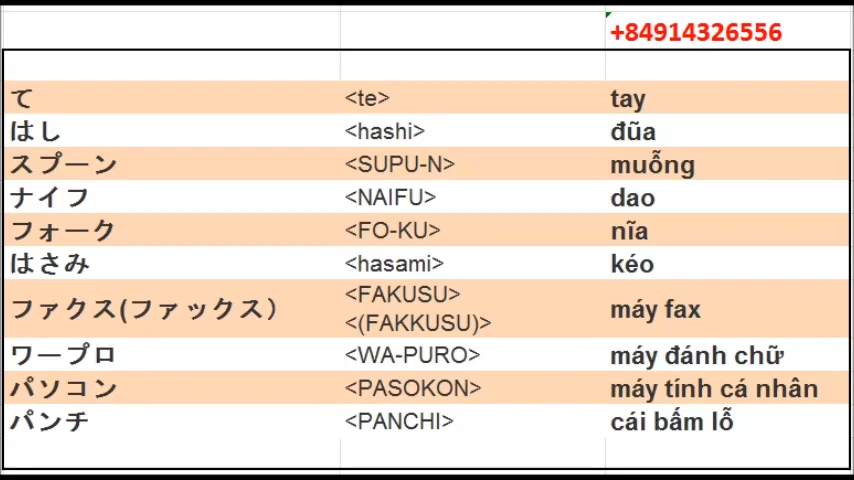 +84914326556
て <te> tay
はし <hashi> đũa
スプーン <SUPU-N> muỗng
ナイフ <NAIFU> dao
フォーク <FO-KU> nĩa
はさみ <hasami> kéo
ファクス(ファックス) <FAKUSU> máy fax
<(FAKKUSU)>
ワープロ <WA-PURO> máy đánh chữ
パソコン <PASOKON> máy tính cá nhân
パンチ <PANCHI> cái bấm lỗ